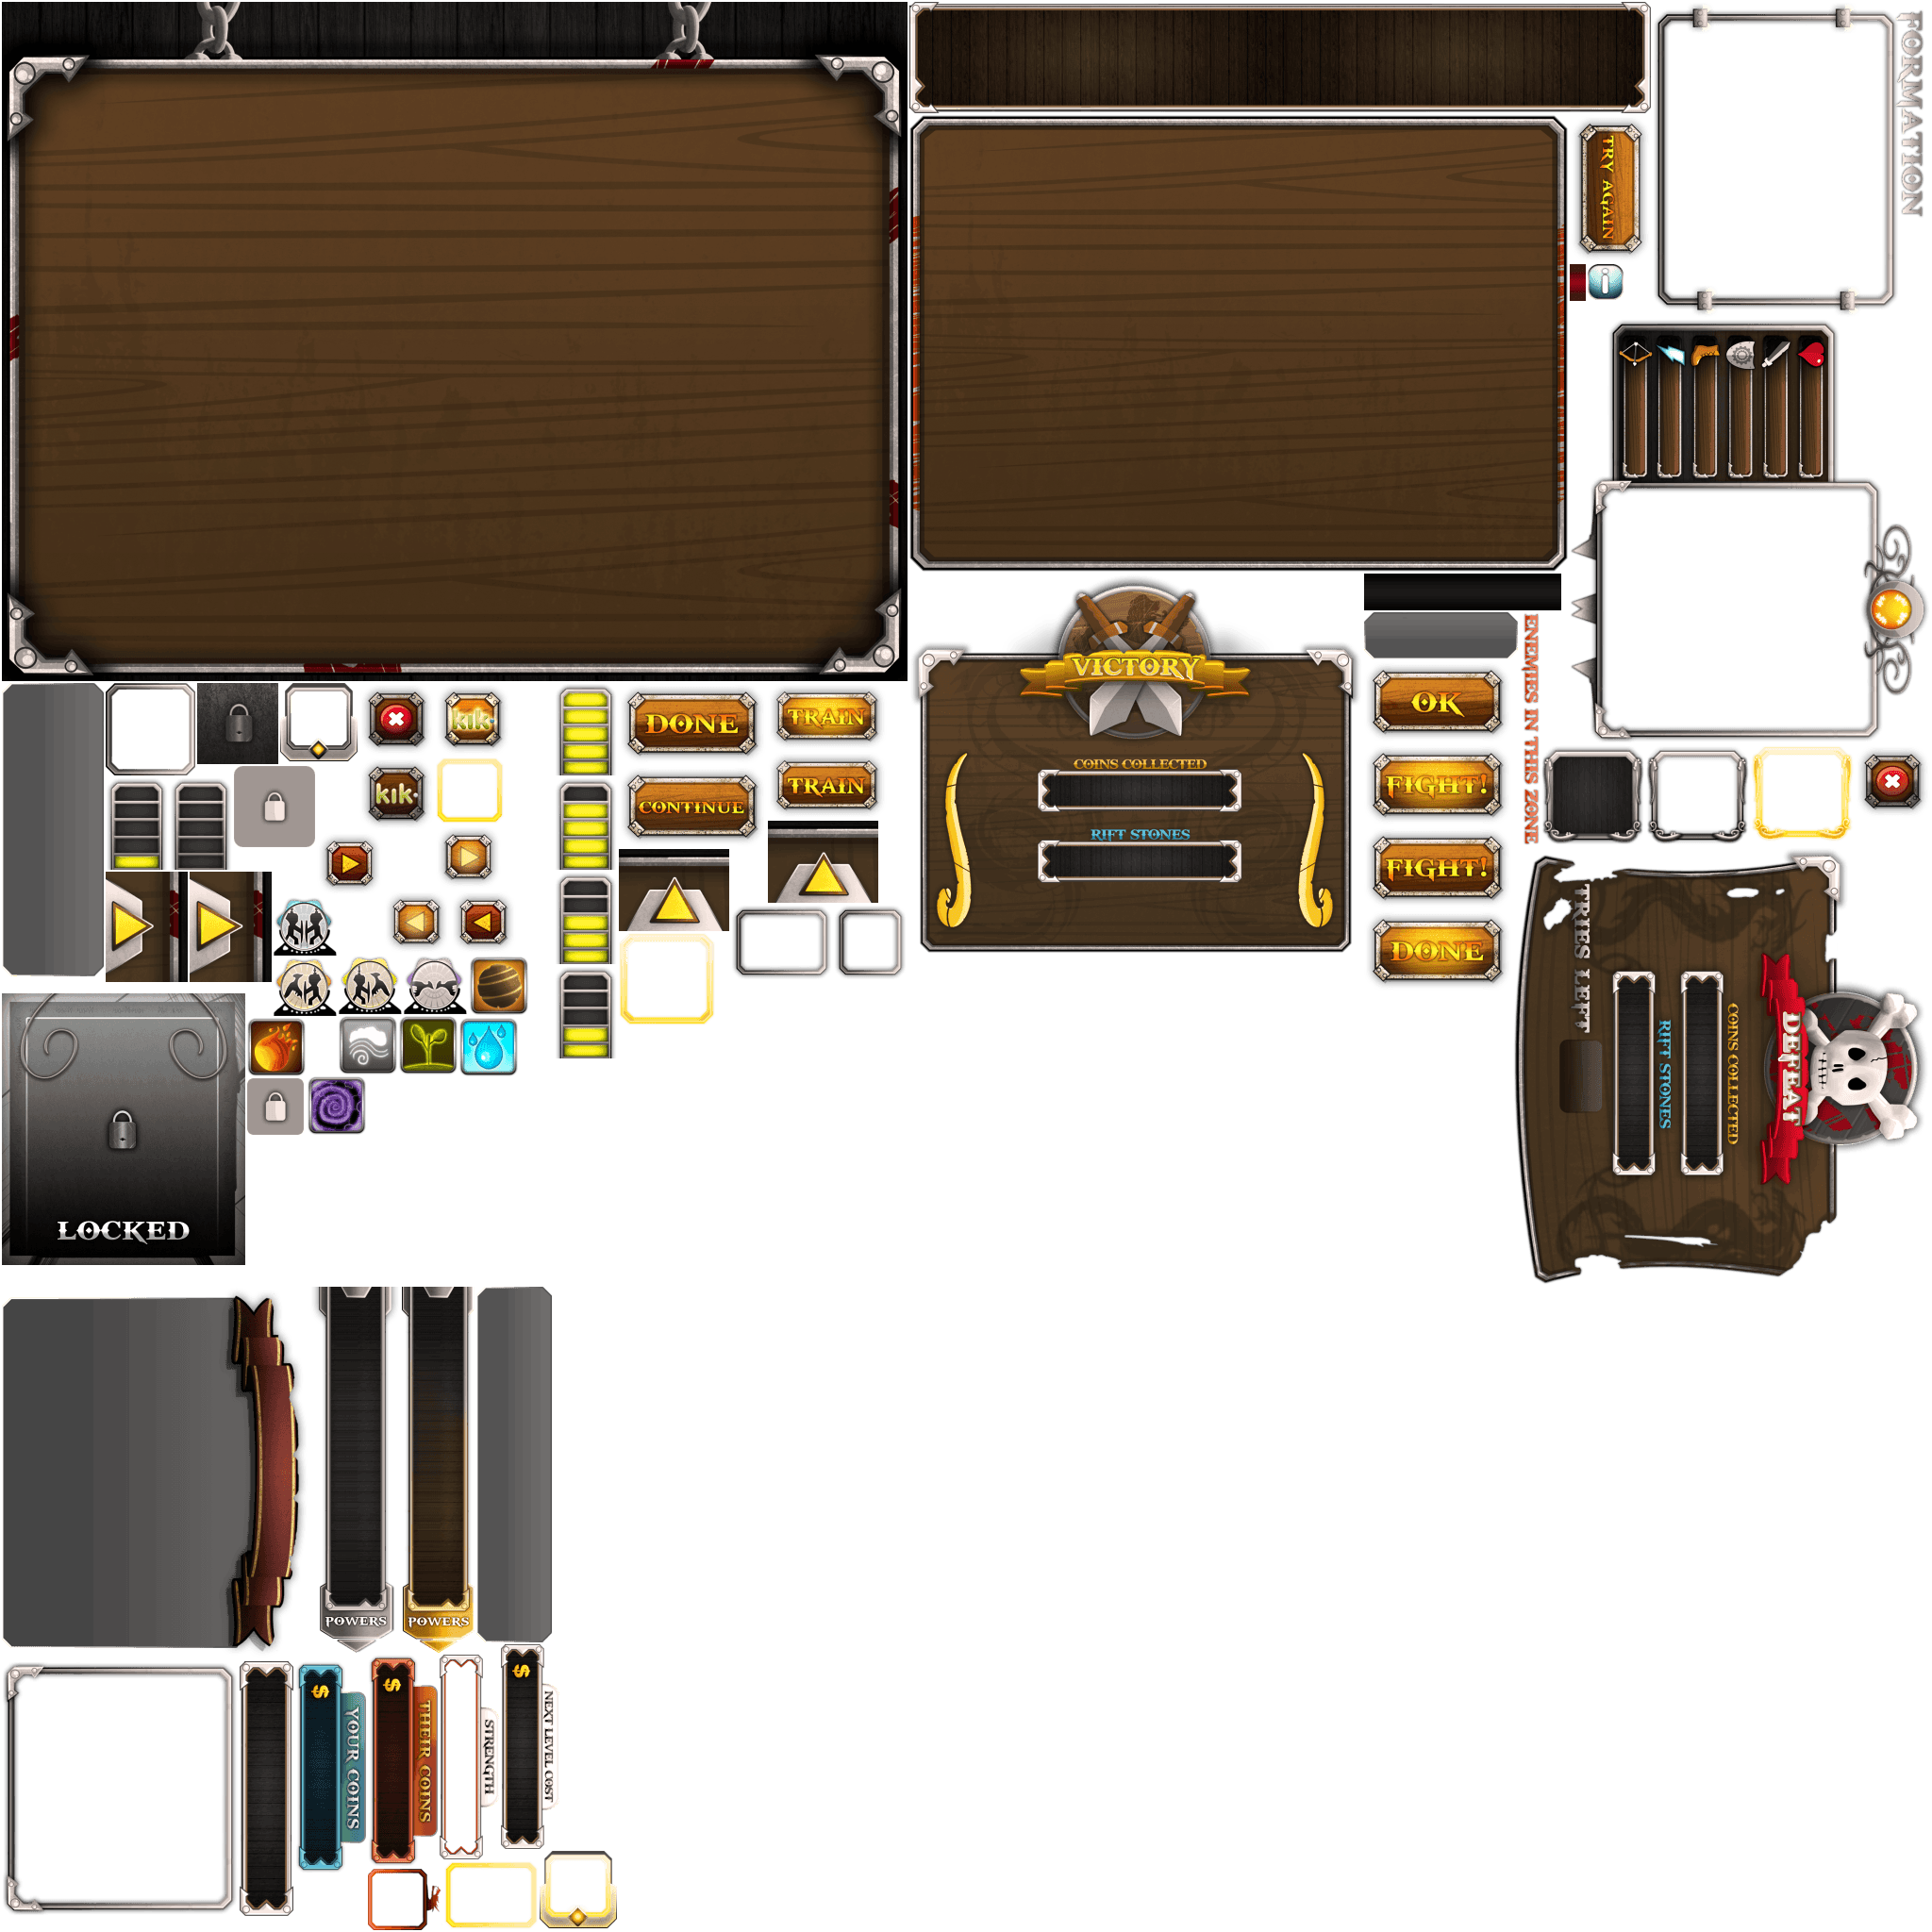 FORMATION
TRY AGAIN
VICTORY
COINS COLLECTED
RIFT STONES
ENEMIES IN THIS ZONE
OK
FIGHT!
FIGHT!
DONE
kik
kik
DONE
CONTINUE
TRAIN
TRAIN
TRIES LEFT
RIFT STONES
COINS COLLECTED
DEFEAT
LOCKED
POWERS
POWERS
$
YOUR COINS
$
THEIR COINS
STRENGTH
$
NEXT LEVEL COST